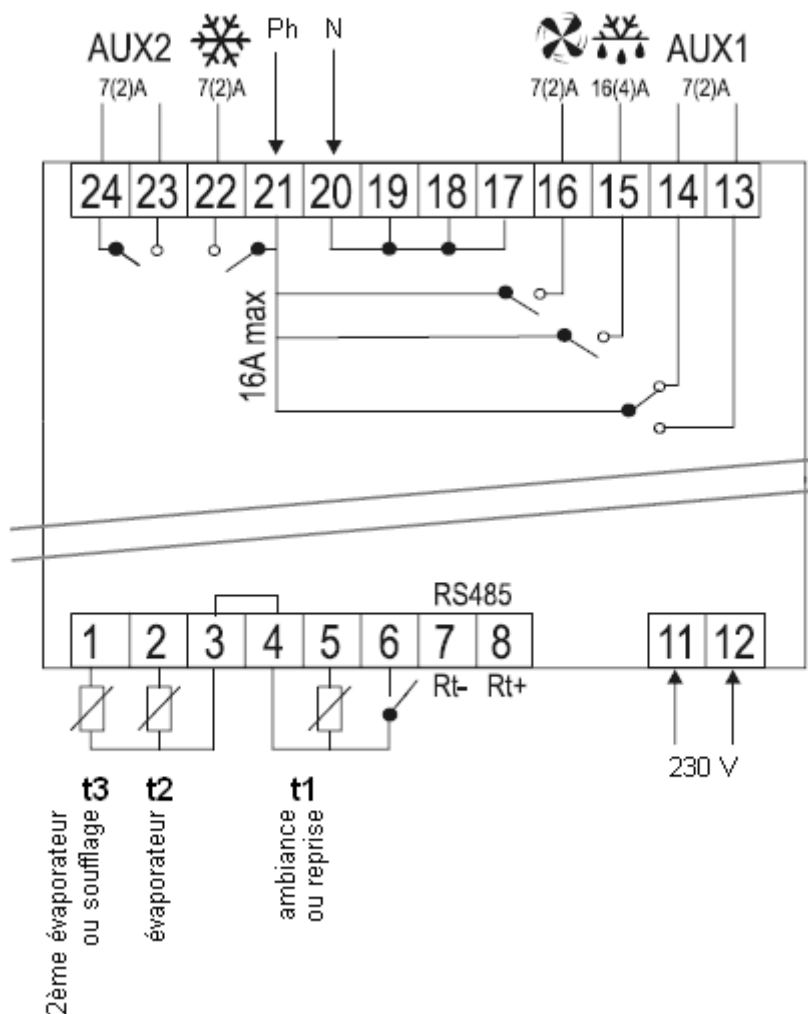 AUX2 Ph N AUX1
7(2)A 7(2)A 7(2)A 16(4)A 7(2)A
24 23 22 21 20 19 18 17 16 15 14 13
16A max
RS485
1 2 3 4 5 6 7 8 11 12
Rt- Rt+
230 V
t3 t2 t1
2ème évaporateur
ou soufflage
évaporateur
ambiance
ou reprise